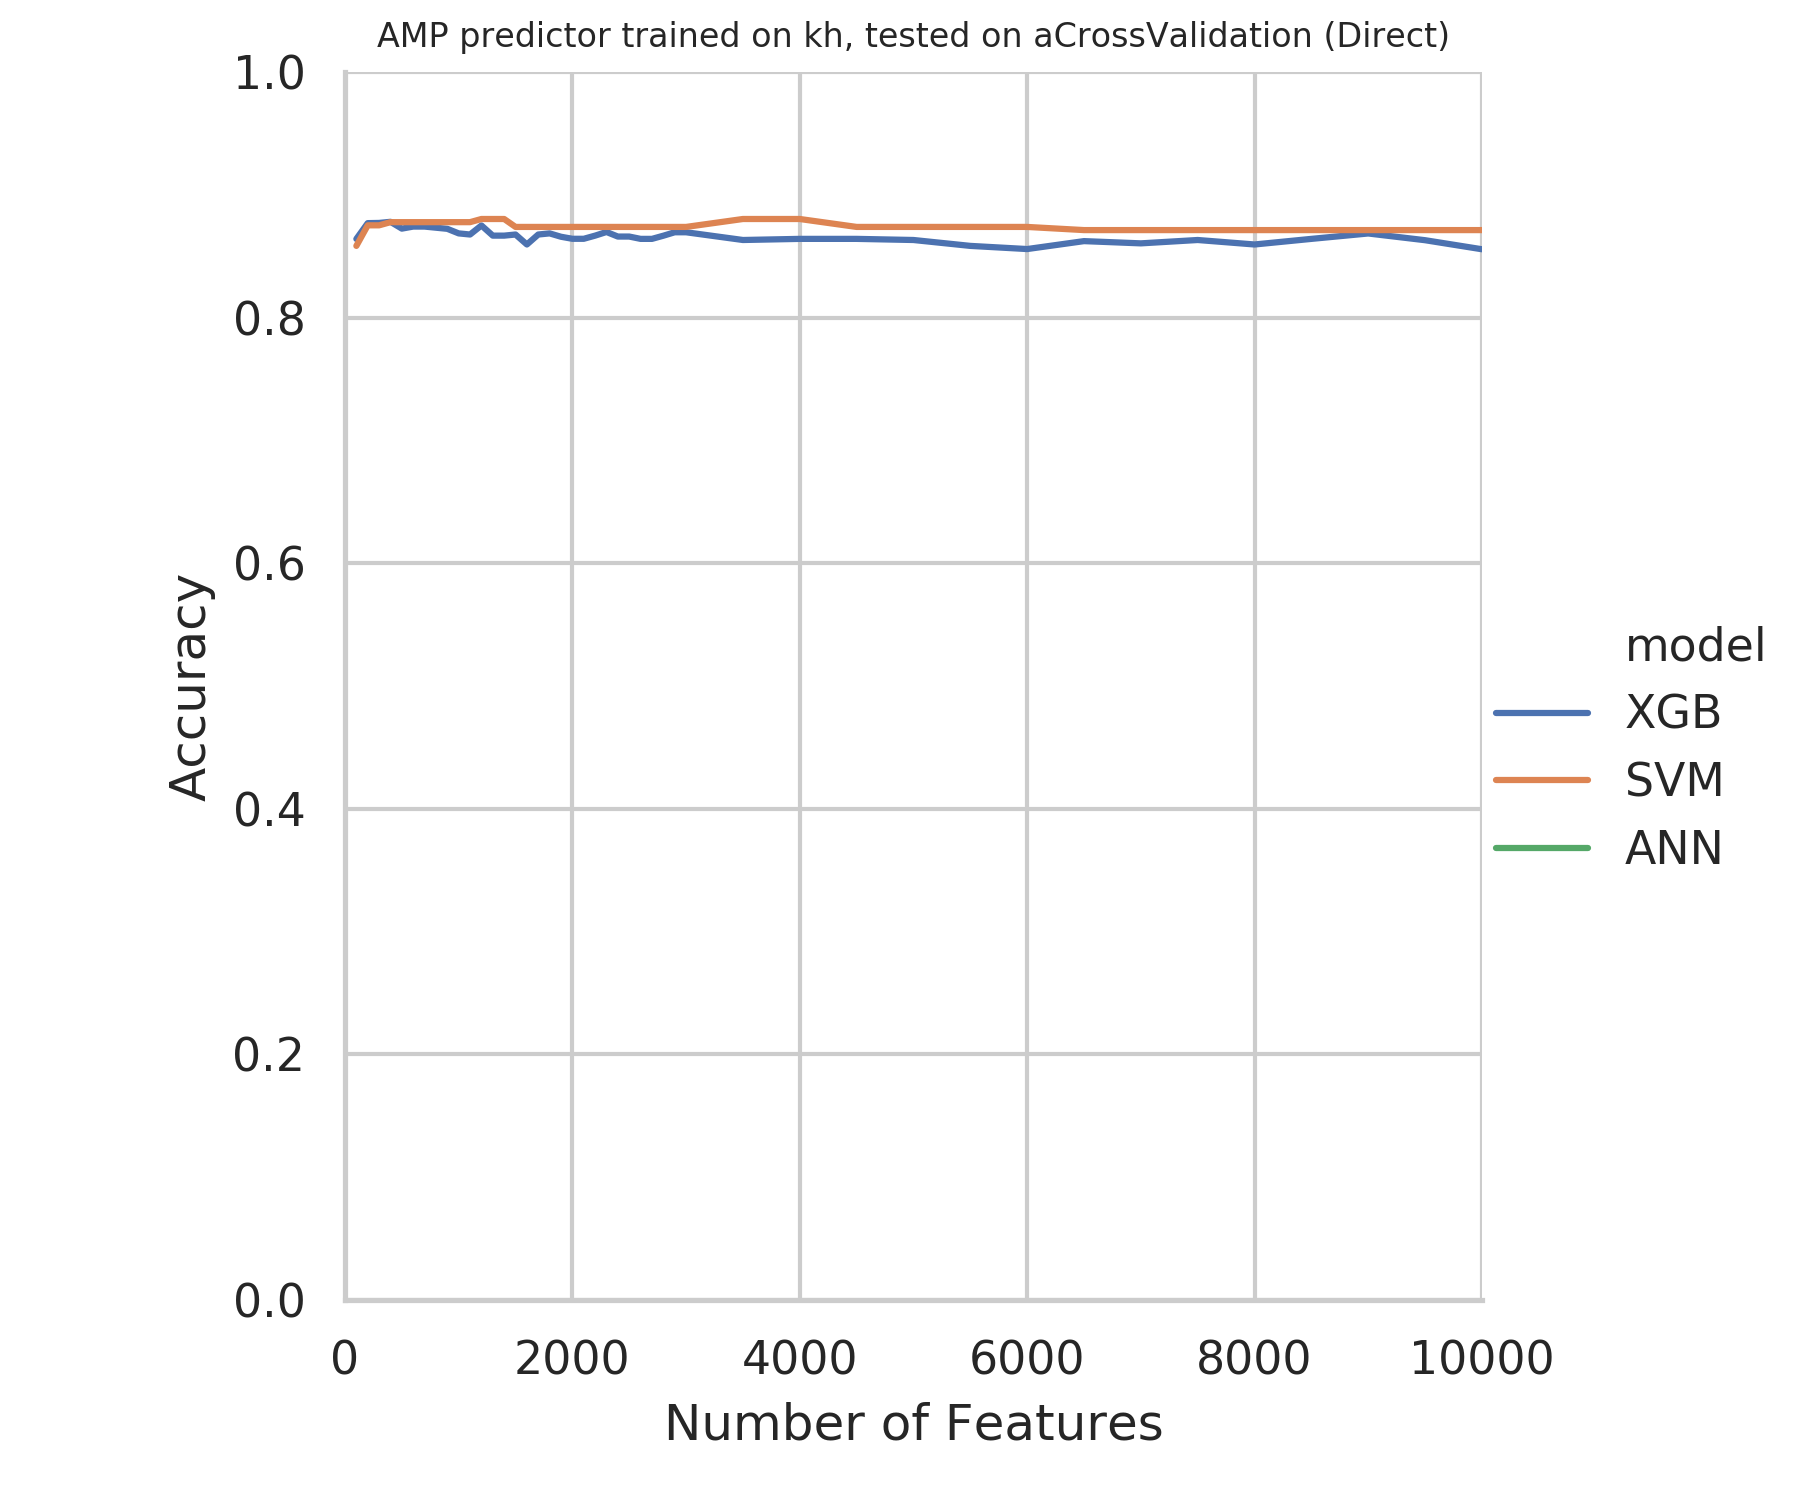 AMP predictor trained on kh, tested on aCrossValidation (Direct)
1.0
0.8
0.6
0.4
0.2
0.0
Accuracy
0 2000 4000 6000 8000 10000
Number of Features
model
XGB
SVM
ANN